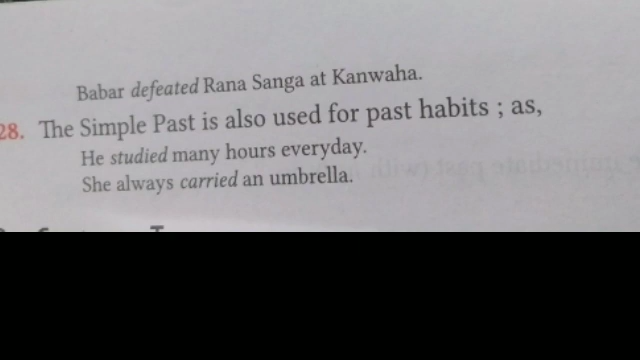 Babar defeated Rana Sanga at Kanwaha.
28. The Simple Past is also used for past habits ; as,
He studied many hours everyday.
She always carried an umbrella.